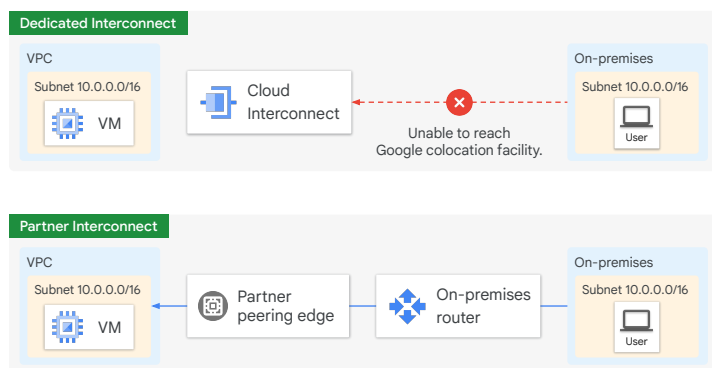 Dedicated Interconnect
VPC
Subnet 10.0.0.0/16
VM
Cloud
Interconnect
Unable to reach
Google colocation facility.
On-premises
Subnet 10.0.0.0/16
User
Partner Interconnect
VPC
Subnet 10.0.0.0/16
VM
Partner
peering edge
On-premises
router
On-premises
Subnet 10.0.0.0/16
User